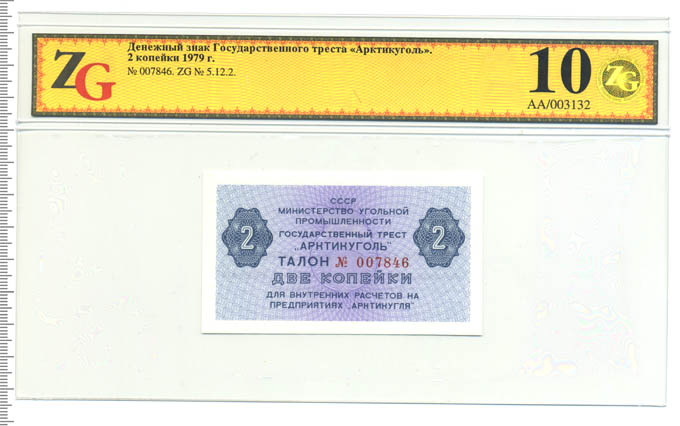 ZG
Денежный знак Государственного треста «Арктикуголь».
2 копейки 1979 г.
№ 007846. ZG № 5.12.2.
10
ZG
AA/003132
СССР
МИНИСТЕРСТВО УГОЛЬНОЙ
ПРОМЫШЛЕННОСТИ
ГОСУДАРСТВЕННЫЙ ТРЕСТ
„АРКТИКУГОЛЬ"
2
2
ТАЛОН № 007846
ДВЕ КОПЕЙКИ
ДЛЯ ВНУТРЕННИХ РАСЧЕТОВ НА
ПРЕДПРИЯТИЯХ „АРКТИКУГЛЯ"